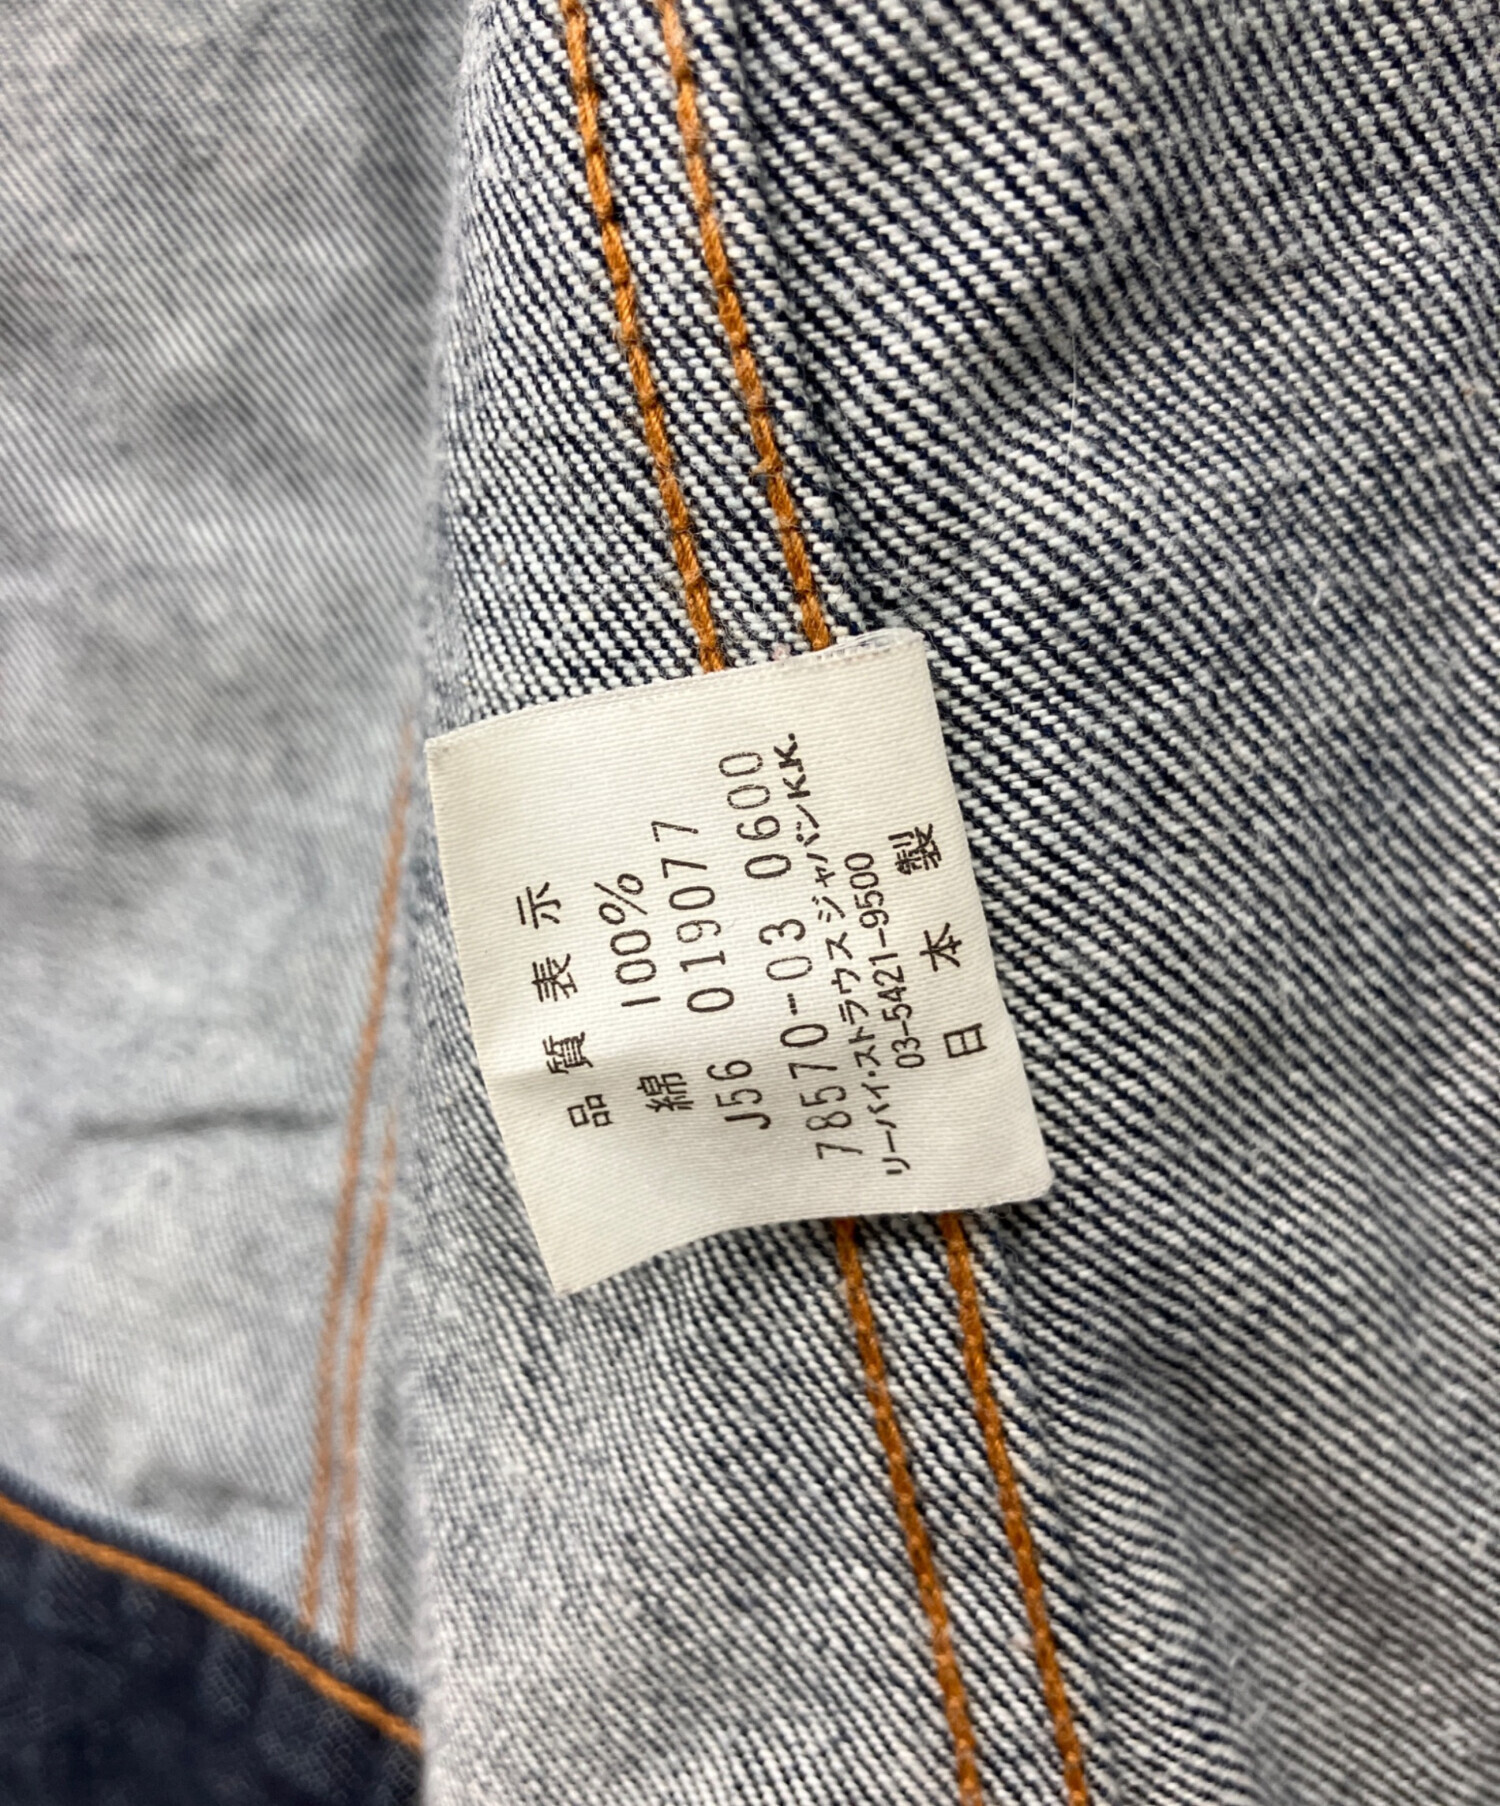 品質表示
綿 100%
J56 019077
78570-03 0600
リーバイ・ストラウスジャパンK.K.
03-5421-9500
日本製